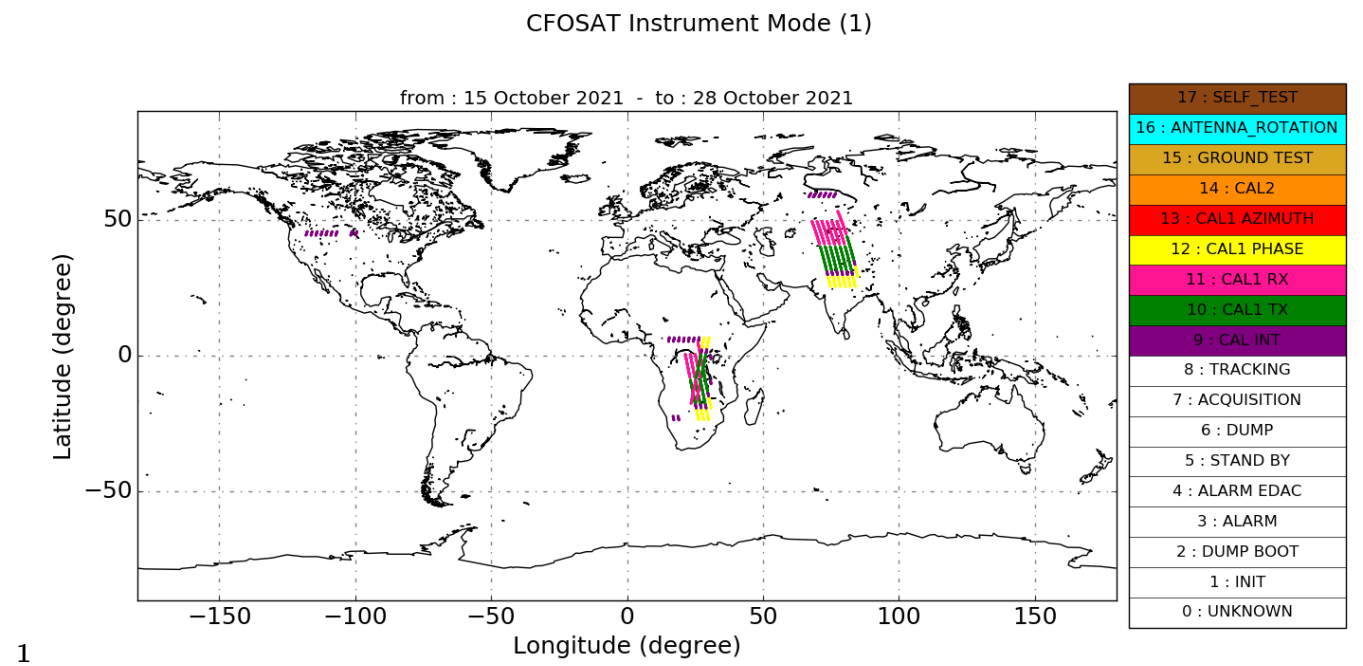 CFOSAT Instrument Mode (1)
from : 15 October 2021 - to : 28 October 2021
17 : SELF_TEST
16 : ANTENNA_ROTATION
15 : GROUND TEST
14 : CAL2
13 : CAL1 AZIMUTH
12 : CAL1 PHASE
11 : CAL1 RX
10 : CAL1 TX
9 : CAL INT
8 : TRACKING
7 : ACQUISITION
6 : DUMP
5 : STAND BY
4 : ALARM EDAC
3 : ALARM
2 : DUMP BOOT
1 : INIT
0 : UNKNOWN
Latitude (degree)
50
0
−50
−150 −100 −50 0 50 100 150
Longitude (degree)
1